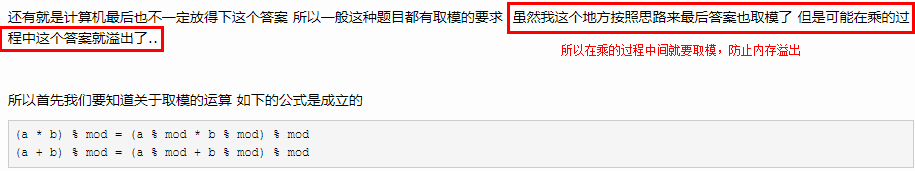 还有就是计算机最后也不一定放得下这个答案 所以一般这种题目都有取模的要求 虽然我这个地方按照思路来最后答案也取模了 但是可能在乘的过
程中这个答案就溢出了..
所以在乘的过程中间就要取模，防止内存溢出
所以首先我们要知道关于取模的运算 如下的公式是成立的
(a * b) % mod = (a % mod * b % mod) % mod
(a + b) % mod = (a % mod + b % mod) % mod